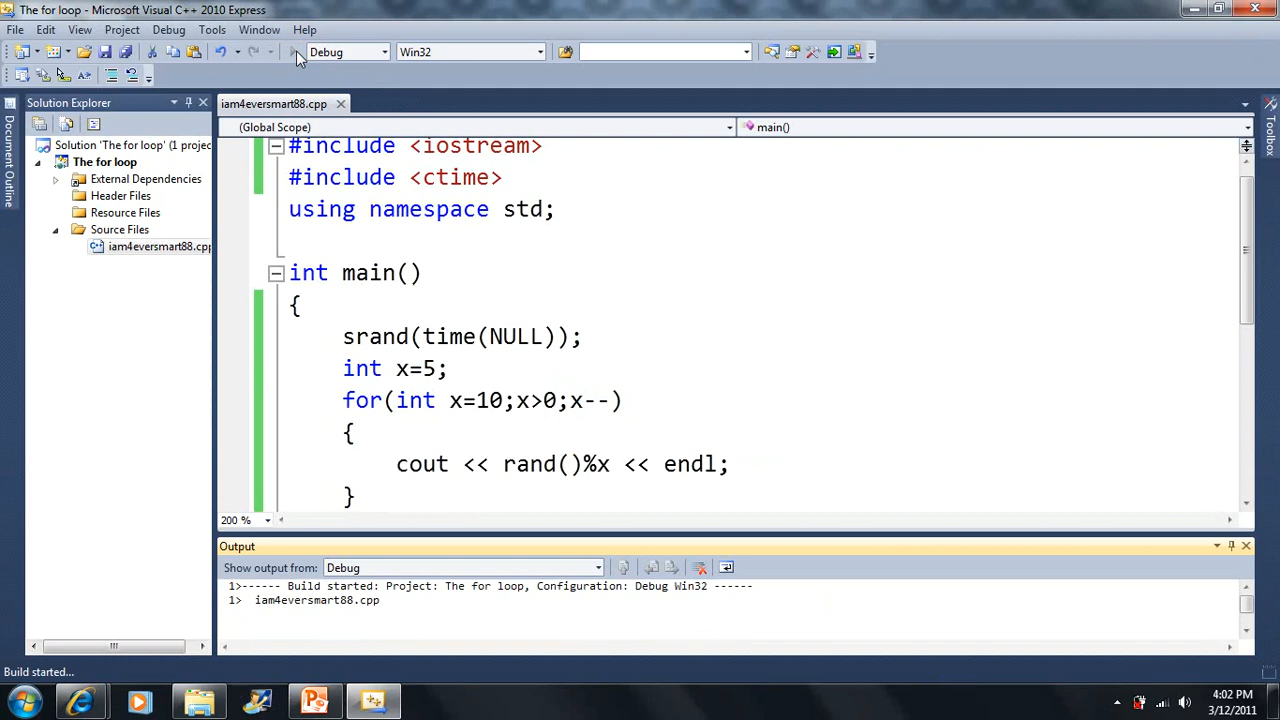 The for loop - Microsoft Visual C++ 2010 Express
File Edit View Project Debug Tools Window Help
Debug Win32
Solution Explorer
iam4eversmart88.cpp
(Global Scope) main()
Document Outline
Toolbox
Solution 'The for loop' (1 projec
The for loop
External Dependencies
Header Files
Resource Files
Source Files
iam4eversmart88.cpp
#include <iostream>
#include <ctime>
using namespace std;
int main()
{
srand(time(NULL));
int x=5;
for(int x=10;x>0;x--)
{
cout << rand()%x << endl;
}
200 %
Output
Show output from: Debug
1>------ Build started: Project: The for loop, Configuration: Debug Win32 ------
1> iam4eversmart88.cpp
Build started...
4:02 PM
3/12/2011